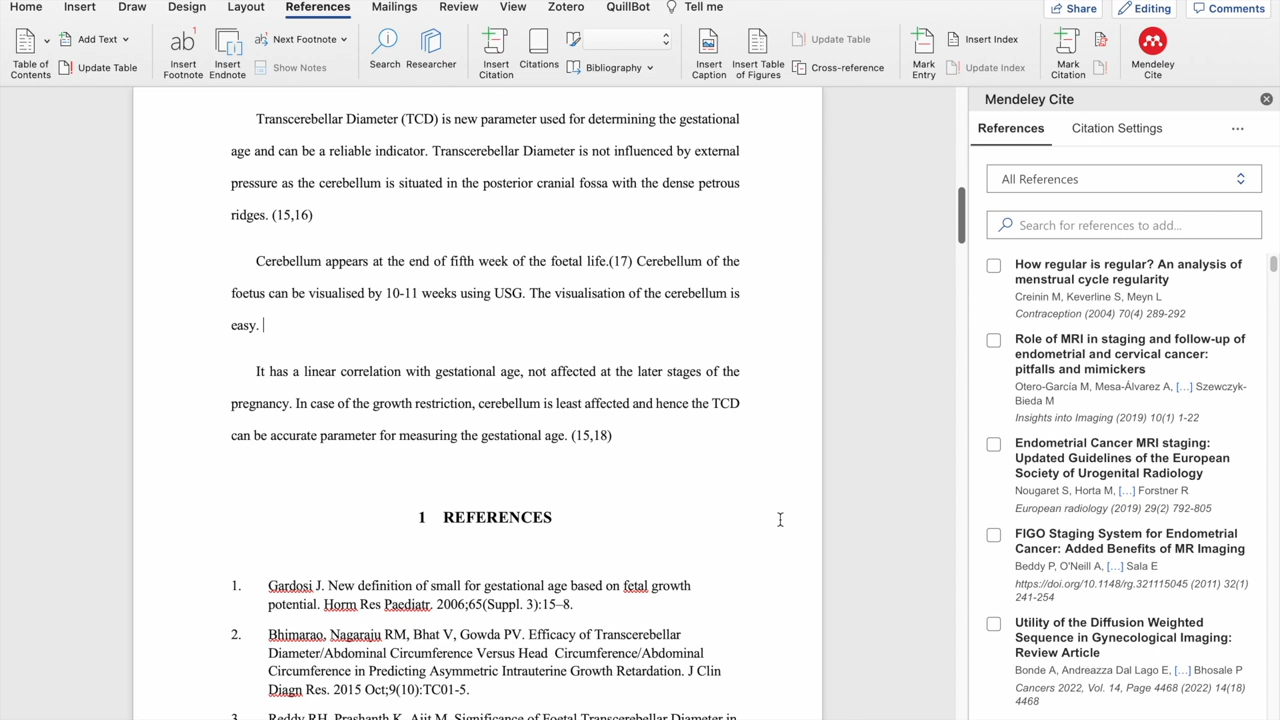 Home Insert Draw Design Layout References Mailings Review View Zotero QuillBot Tell me Share Editing Comments
Table of Contents
Add Text
Update Table
ab¹
Insert Footnote
Insert Endnote
ab Next Footnote
Show Notes
Search
Researcher
Insert Citation
Citations
Bibliography
Insert Caption
Insert Table of Figures
Update Table
Cross-reference
Mark Entry
Insert Index
Update Index
Mark Citation
Mendeley Cite
Transcerebellar Diameter (TCD) is new parameter used for determining the gestational
age and can be a reliable indicator. Transcerebellar Diameter is not influenced by external
pressure as the cerebellum is situated in the posterior cranial fossa with the dense petrous
ridges. (15,16)
Cerebellum appears at the end of fifth week of the foetal life.(17) Cerebellum of the
foetus can be visualised by 10-11 weeks using USG. The visualisation of the cerebellum is
easy.
It has a linear correlation with gestational age, not affected at the later stages of the
pregnancy. In case of the growth restriction, cerebellum is least affected and hence the TCD
can be accurate parameter for measuring the gestational age. (15,18)
1 REFERENCES
1. Gardosi J. New definition of small for gestational age based on fetal growth
potential. Horm Res Paediatr. 2006;65(Suppl. 3):15–8.
2. Bhimarao, Nagaraju RM, Bhat V, Gowda PV. Efficacy of Transcerebellar
Diameter/Abdominal Circumference Versus Head Circumference/Abdominal
Circumference in Predicting Asymmetric Intrauterine Growth Retardation. J Clin
Diagn Res. 2015 Oct;9(10):TC01-5.
3. Reddy RH, Prashanth K, Ajit M. Significance of Foetal Transcerebellar Diameter in
Mendeley Cite
References Citation Settings ...
All References
Search for references to add...
How regular is regular? An analysis of
menstrual cycle regularity
Creinin M, Keverline S, Meyn L
Contraception (2004) 70(4) 289-292
Role of MRI in staging and follow-up of
endometrial and cervical cancer:
pitfalls and mimickers
Otero-García M, Mesa-Álvarez A, [...] Szewczyk-
Bieda M
Insights into Imaging (2019) 10(1) 1-22
Endometrial Cancer MRI staging:
Updated Guidelines of the European
Society of Urogenital Radiology
Nougaret S, Horta M, [...] Forstner R
European radiology (2019) 29(2) 792-805
FIGO Staging System for Endometrial
Cancer: Added Benefits of MR Imaging
Beddy P, O'Neill A, [...] Sala E
https://doi.org/10.1148/rg.321115045 (2011) 32(1)
241-254
Utility of the Diffusion Weighted
Sequence in Gynecological Imaging:
Review Article
Bonde A, Andreazza Dal Lago E, [...] Bhosale P
Cancers 2022, Vol. 14, Page 4468 (2022) 14(18)
4468